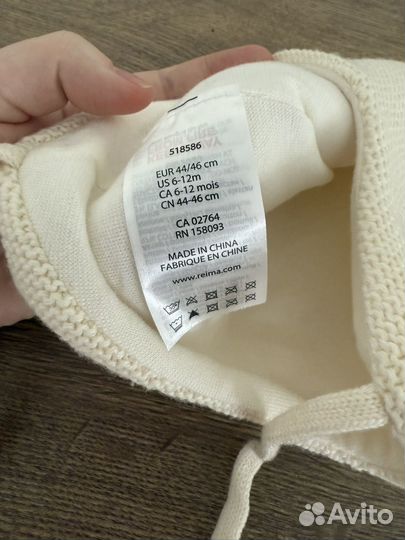 518586
EUR 44/46 cm
US 6-12m
CA 6-12 mois
CN 44-46 cm
CA 02764
RN 158093
MADE IN CHINA
FABRIQUE EN CHINE
www.reima.com
Avito